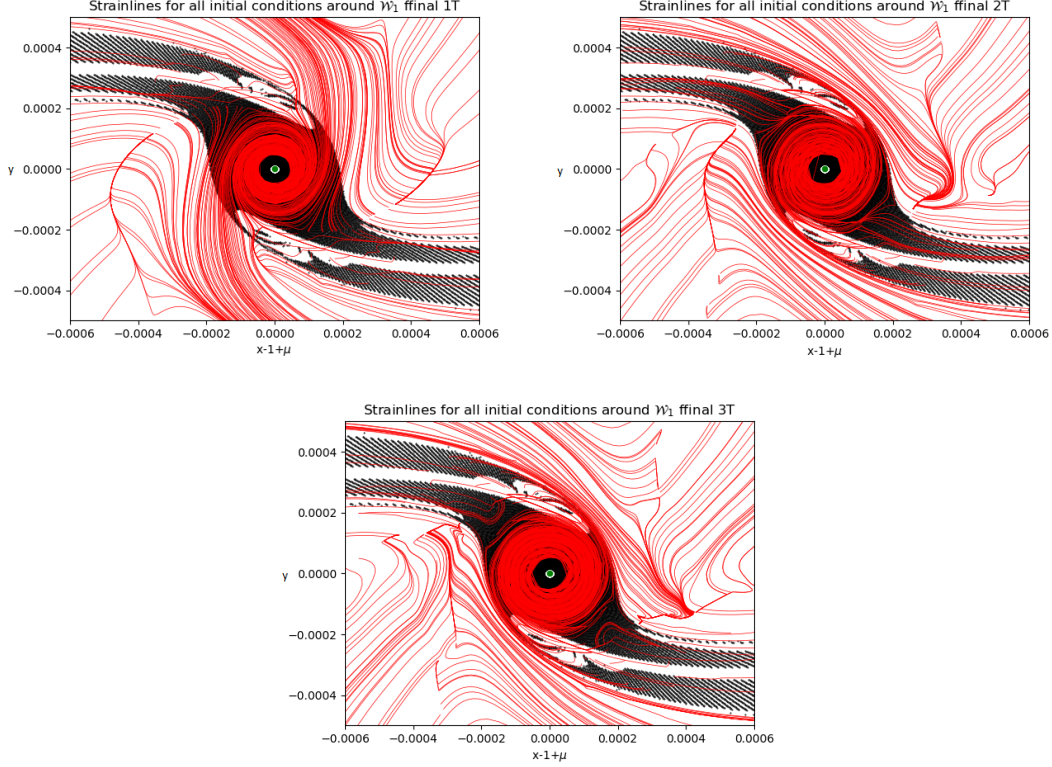 Strainlines for all initial conditions around 𝒲₁ ffinal 1T
0.0004
0.0002
y 0.0000
−0.0002
−0.0004
−0.0006 −0.0004 −0.0002 0.0000 0.0002 0.0004 0.0006
x-1+μ
Strainlines for all initial conditions around 𝒲₁ ffinal 2T
0.0004
0.0002
y 0.0000
−0.0002
−0.0004
−0.0006 −0.0004 −0.0002 0.0000 0.0002 0.0004 0.0006
x-1+μ
Strainlines for all initial conditions around 𝒲₁ ffinal 3T
0.0004
0.0002
y 0.0000
−0.0002
−0.0004
−0.0006 −0.0004 −0.0002 0.0000 0.0002 0.0004 0.0006
x-1+μ